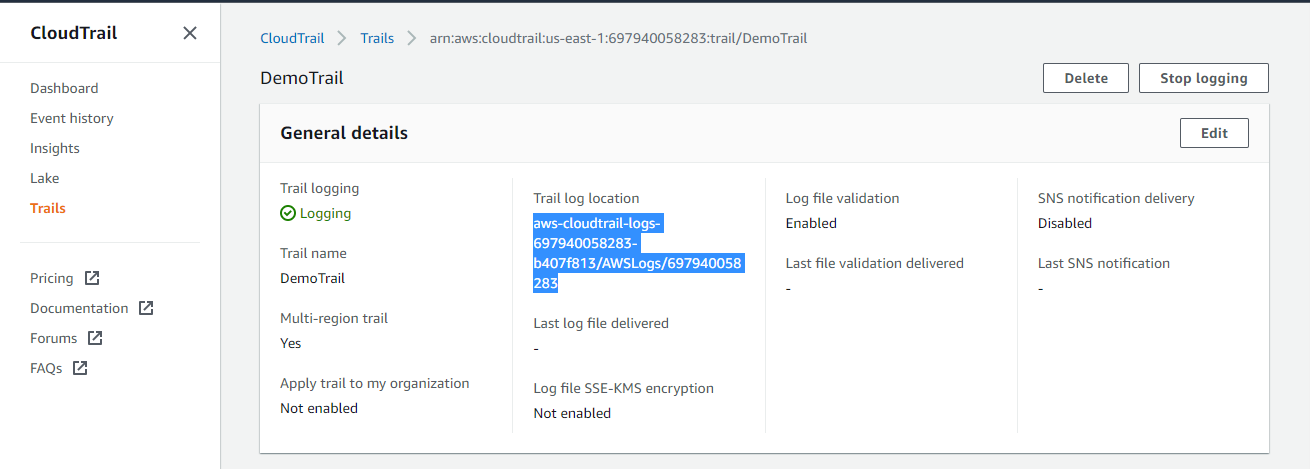 CloudTrail
Dashboard
Event history
Insights
Lake
Trails
Pricing
Documentation
Forums
FAQs
CloudTrail > Trails > arn:aws:cloudtrail:us-east-1:697940058283:trail/DemoTrail
DemoTrail
Delete
Stop logging
General details
Edit
Trail logging
Logging
Trail name
DemoTrail
Multi-region trail
Yes
Apply trail to my organization
Not enabled
Trail log location
aws-cloudtrail-logs-
697940058283-
b407f813/AWSLogs/697940058
283
Last log file delivered
-
Log file SSE-KMS encryption
Not enabled
Log file validation
Enabled
Last file validation delivered
-
SNS notification delivery
Disabled
Last SNS notification
-